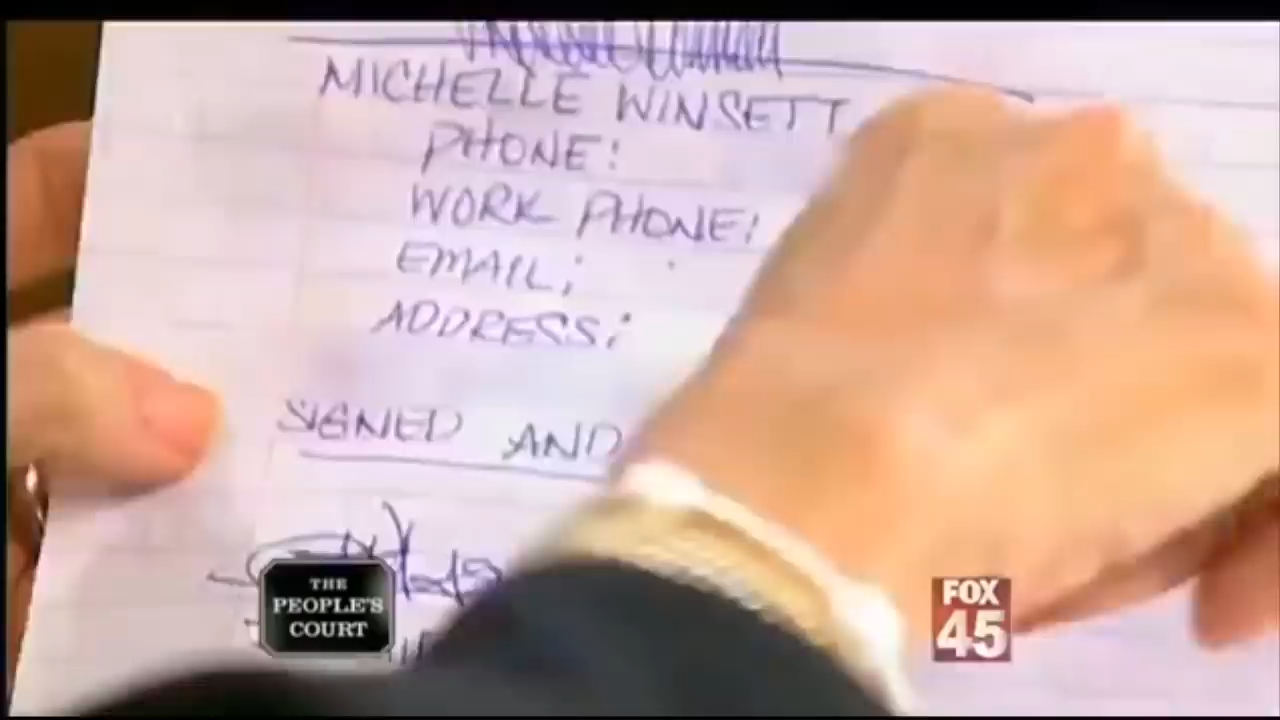 MICHELLE WINSETT
PHONE:
WORK PHONE:
EMAIL:
ADDRESS:
SIGNED AND
THE
PEOPLE'S
COURT
FOX
45